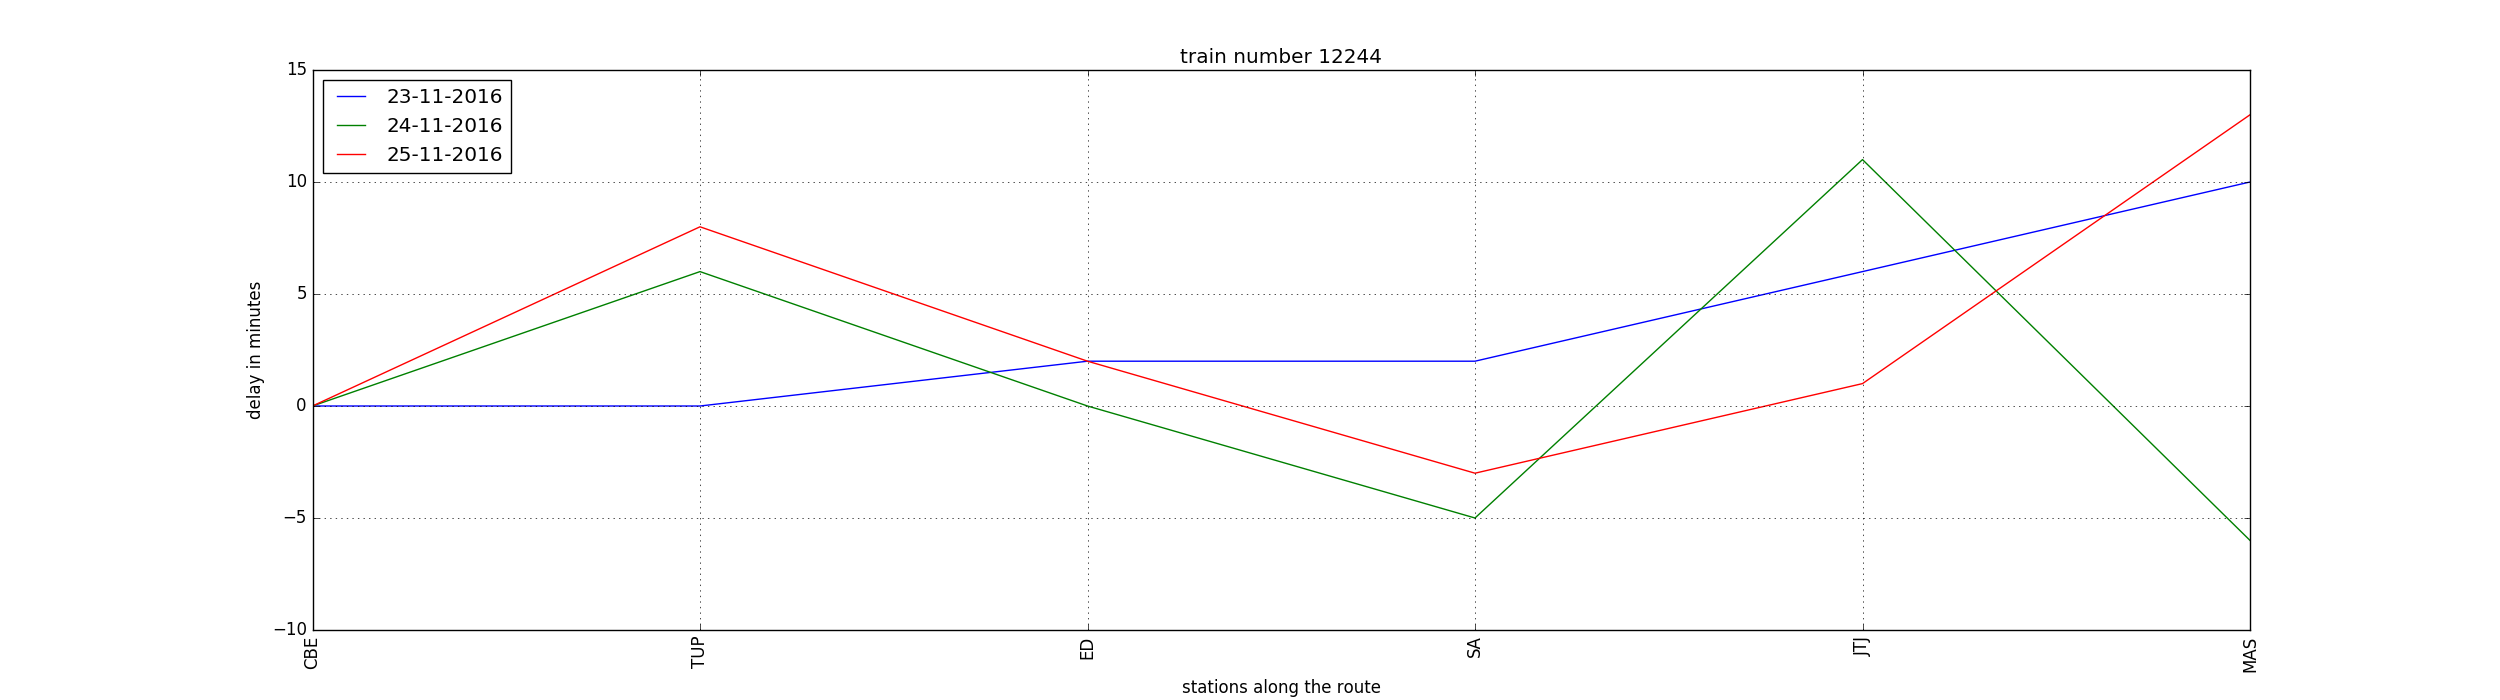 train number 12244
23-11-2016
24-11-2016
25-11-2016
15
10
5
0
−5
−10
delay in minutes
CBE
TUP
ED
SA
JTJ
MAS
stations along the route